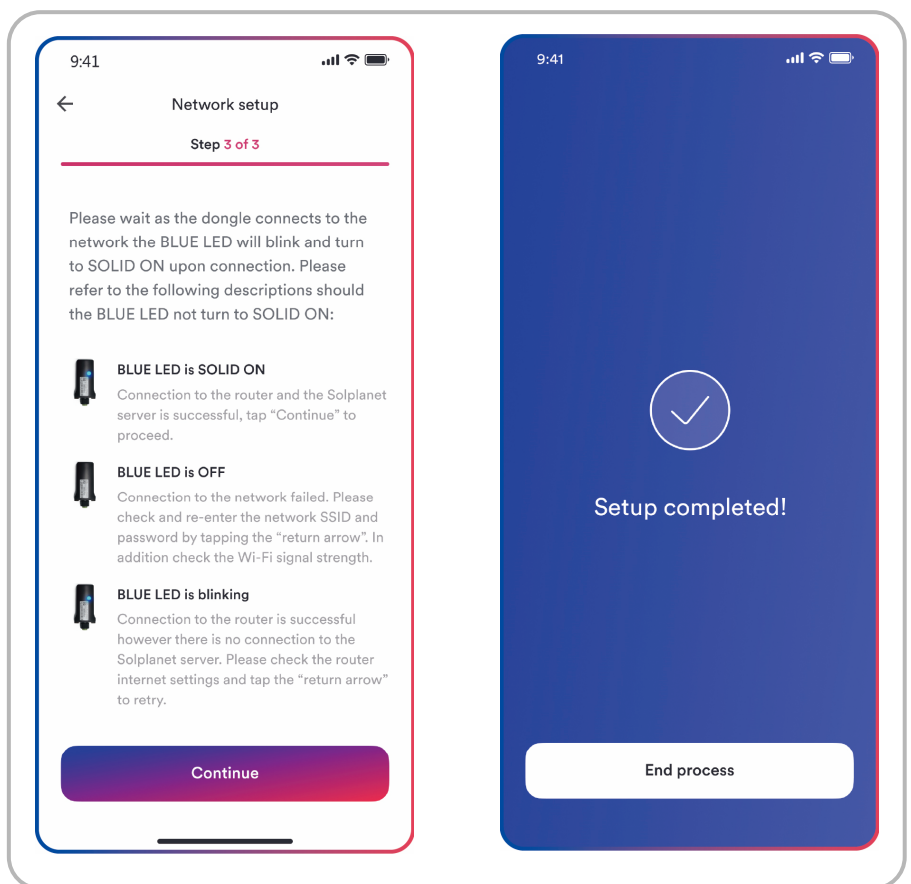 9:41
Network setup
Step 3 of 3
Please wait as the dongle connects to the
network the BLUE LED will blink and turn
to SOLID ON upon connection. Please
refer to the following descriptions should
the BLUE LED not turn to SOLID ON:
BLUE LED is SOLID ON
Connection to the router and the Solplanet
server is successful, tap “Continue” to
proceed.
BLUE LED is OFF
Connection to the network failed. Please
check and re-enter the network SSID and
password by tapping the “return arrow”. In
addition check the Wi-Fi signal strength.
BLUE LED is blinking
Connection to the router is successful
however there is no connection to the
Solplanet server. Please check the router
internet settings and tap the “return arrow”
to retry.
Continue
9:41
Setup completed!
End process